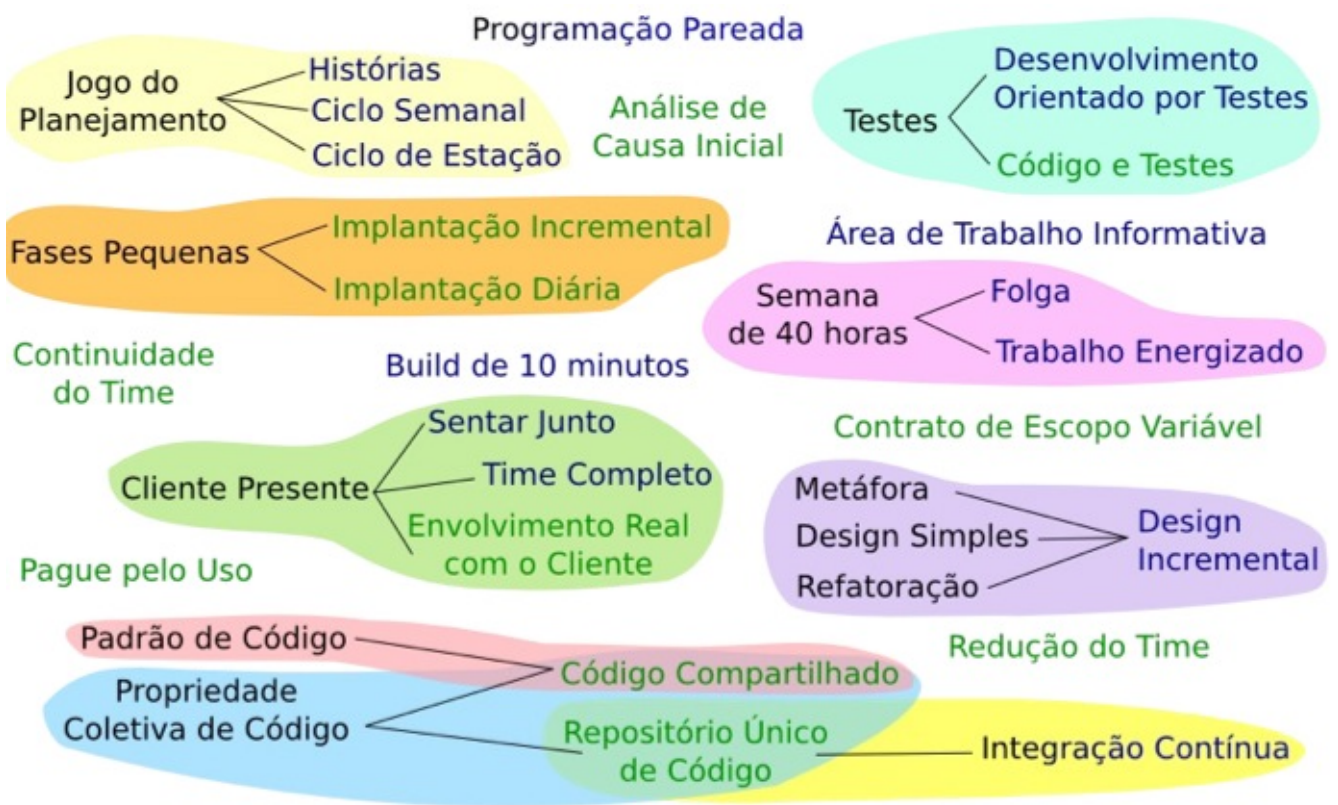 Programação Pareada
Jogo do
Planejamento
Histórias
Ciclo Semanal
Ciclo de Estação
Análise de
Causa Inicial
Testes
Desenvolvimento
Orientado por Testes
Código e Testes
Fases Pequenas
Implantação Incremental
Implantação Diária
Área de Trabalho Informativa
Semana
de 40 horas
Folga
Trabalho Energizado
Continuidade
do Time
Build de 10 minutos
Cliente Presente
Sentar Junto
Time Completo
Envolvimento Real
com o Cliente
Contrato de Escopo Variável
Metáfora
Design Simples
Refatoração
Design
Incremental
Pague pelo Uso
Padrão de Código
Propriedade
Coletiva de Código
Código Compartilhado
Repositório Único
de Código
Redução do Time
Integração Contínua